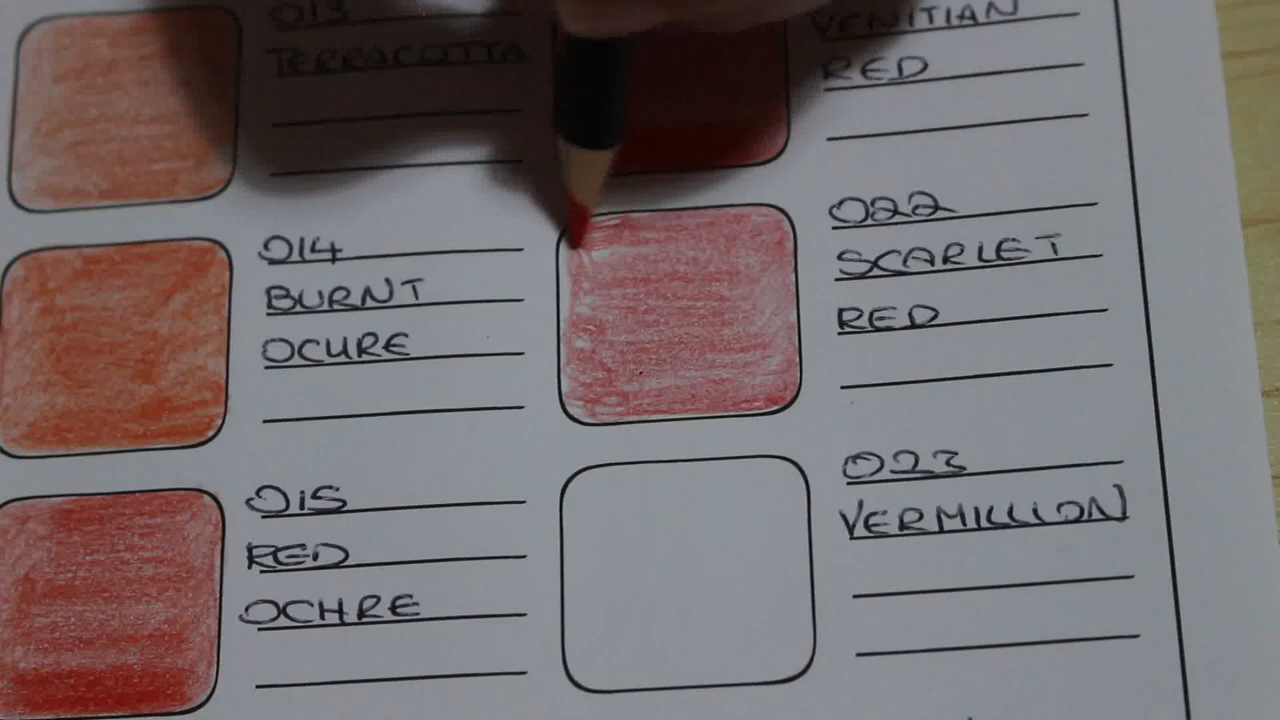 013
TERRACOTTA
014
BURNT
OCURE
015
RED
OCHRE
VENITIAN
RED
022
SCARLET
RED
023
VERMILLION